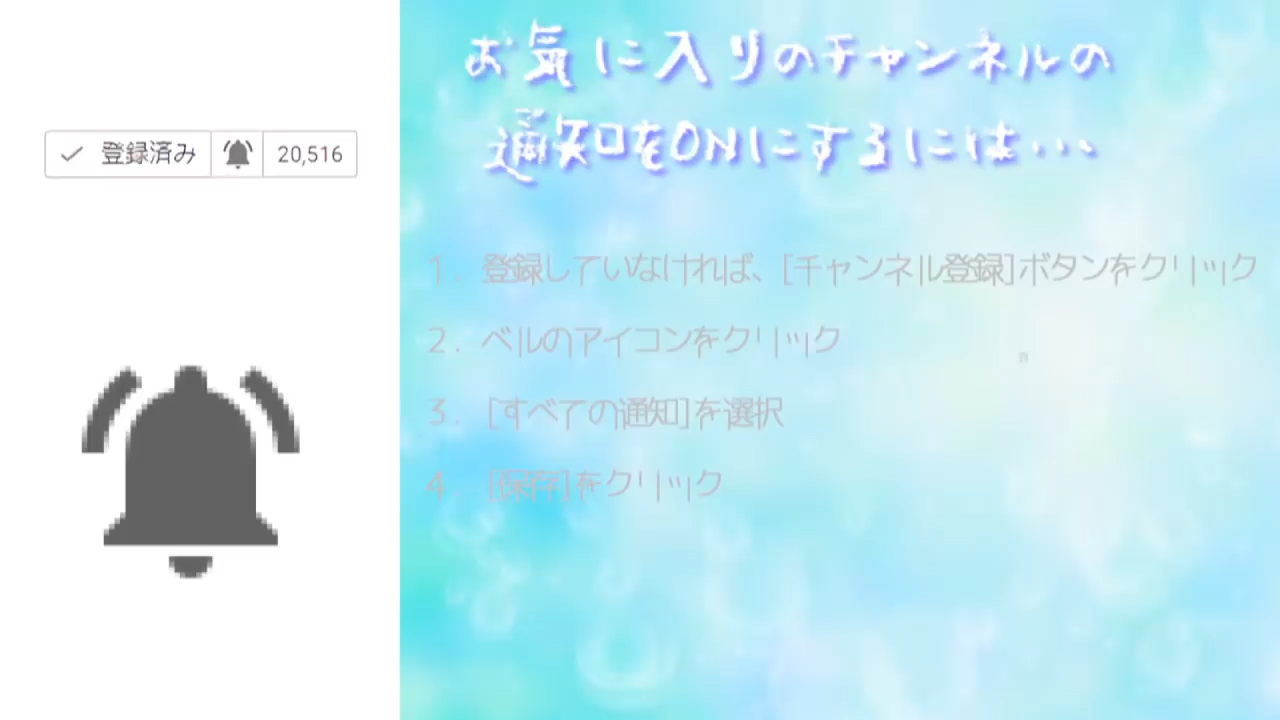 お気に入りのチャンネルの
通知をONにするには・・・
登録済み 20,516
1. 登録していなければ、[チャンネル登録]ボタンをクリック
2. ベルのアイコンをクリック
3. [すべての通知]を選択
4. [保存]をクリック